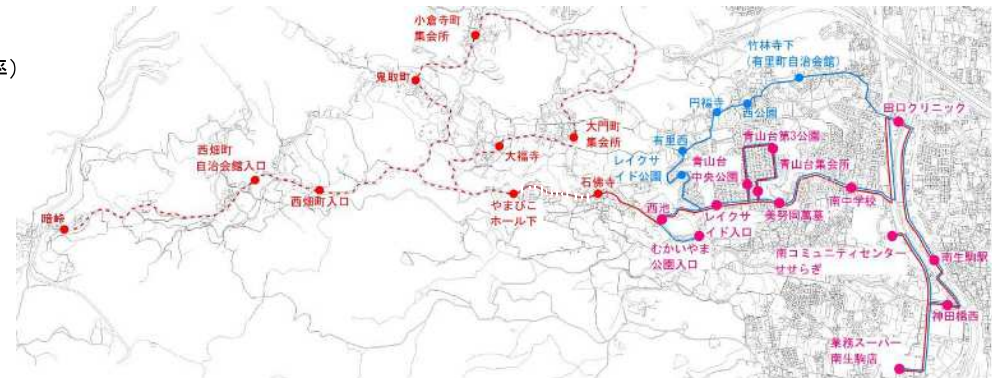 率)
小倉寺町
集会所
鬼取町
西畑町
自治会館入口
西畑町入口
暗峠
大福寺
大門町
集会所
やまびこ
ホール下
石佛寺
竹林寺下
(有里町自治会館)
円福寺
西公園
有里西
レイクサ
イド公園
青山台
中央公園
青山台第3公園
青山台集会所
田口クリニック
西池
レイクサ
イド入口
美努岡萬墓
南中学校
むかいやま
公園入口
南コミュニティセンター
せせらぎ
南生駒駅
神田橋西
業務スーパー
南生駒店